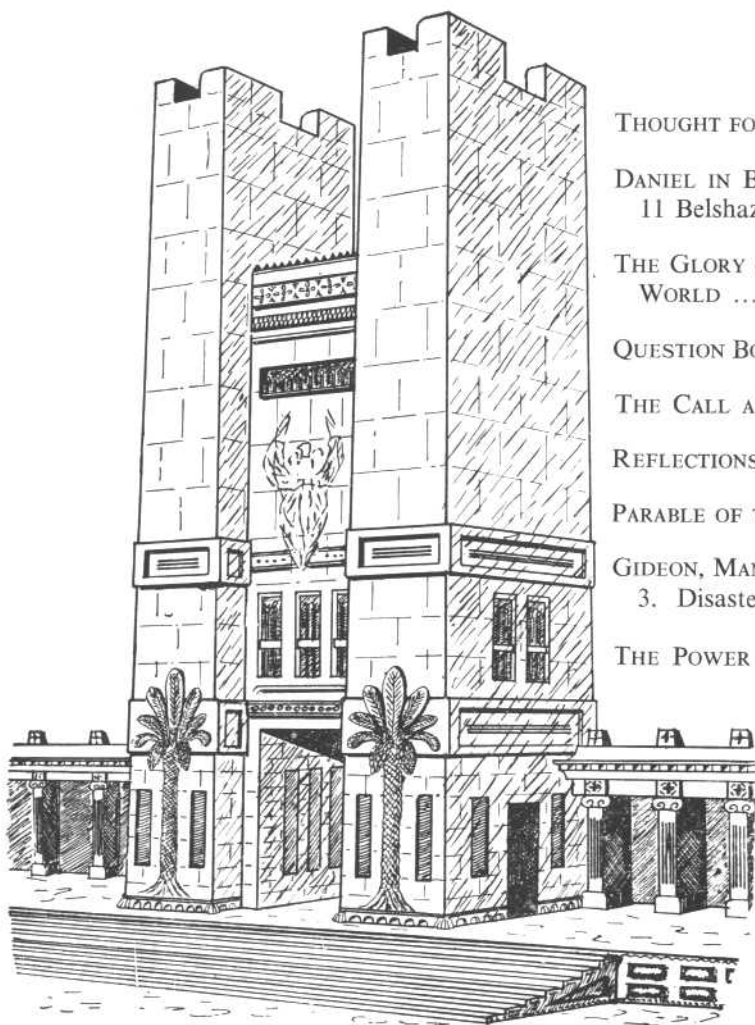 THOUGHT FO
DANIEL IN B
11 Belshaz
THE GLORY
WORLD ...
QUESTION BO
THE CALL A
REFLECTIONS
PARABLE OF
GIDEON, MA
3. Disaste
THE POWER